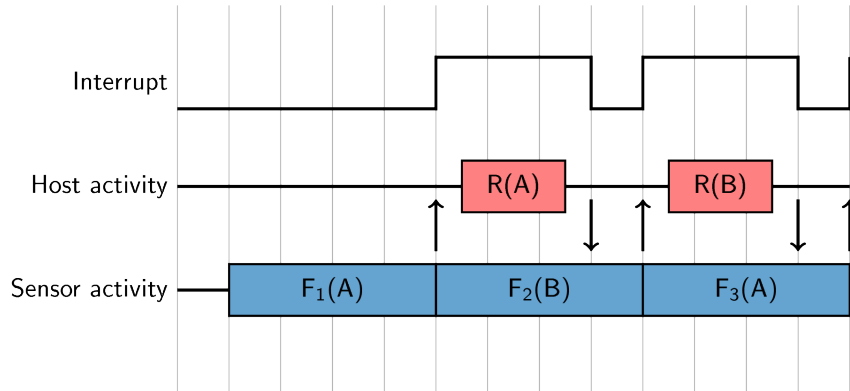 Interrupt
Host activity R(A) R(B)
Sensor activity F₁(A) F₂(B) F₃(A)